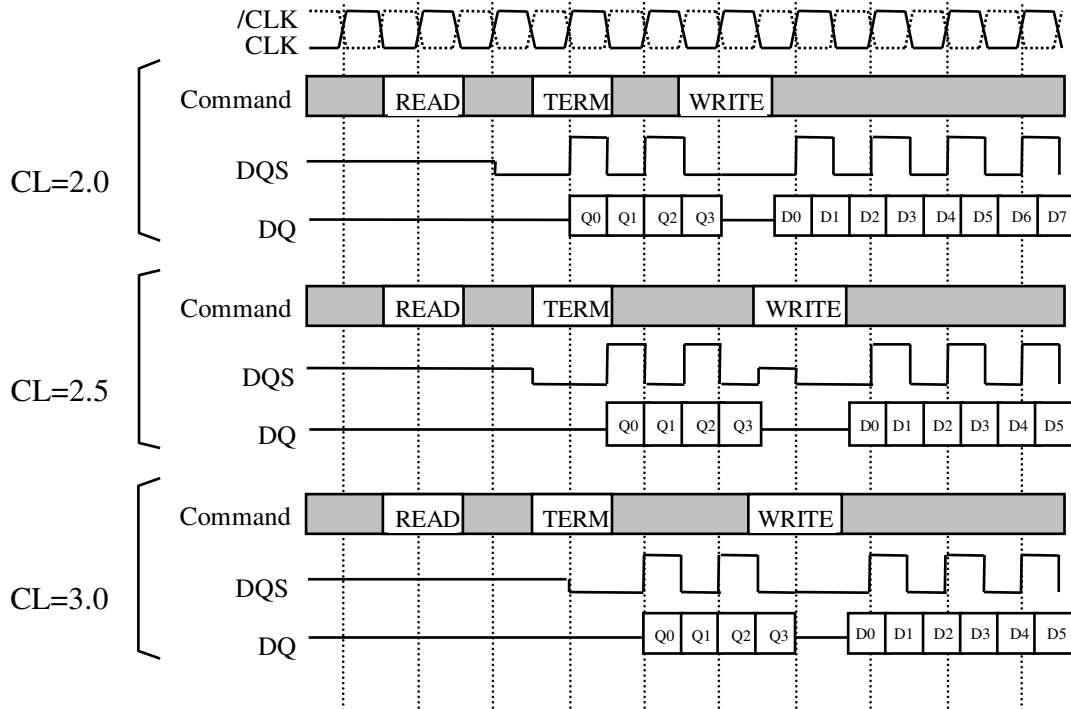 /CLK
CLK
CL=2.0
Command READ TERM WRITE
DQS
DQ Q0 Q1 Q2 Q3 D0 D1 D2 D3 D4 D5 D6 D7
CL=2.5
Command READ TERM WRITE
DQS
DQ Q0 Q1 Q2 Q3 D0 D1 D2 D3 D4 D5
CL=3.0
Command READ TERM WRITE
DQS
DQ Q0 Q1 Q2 Q3 D0 D1 D2 D3 D4 D5